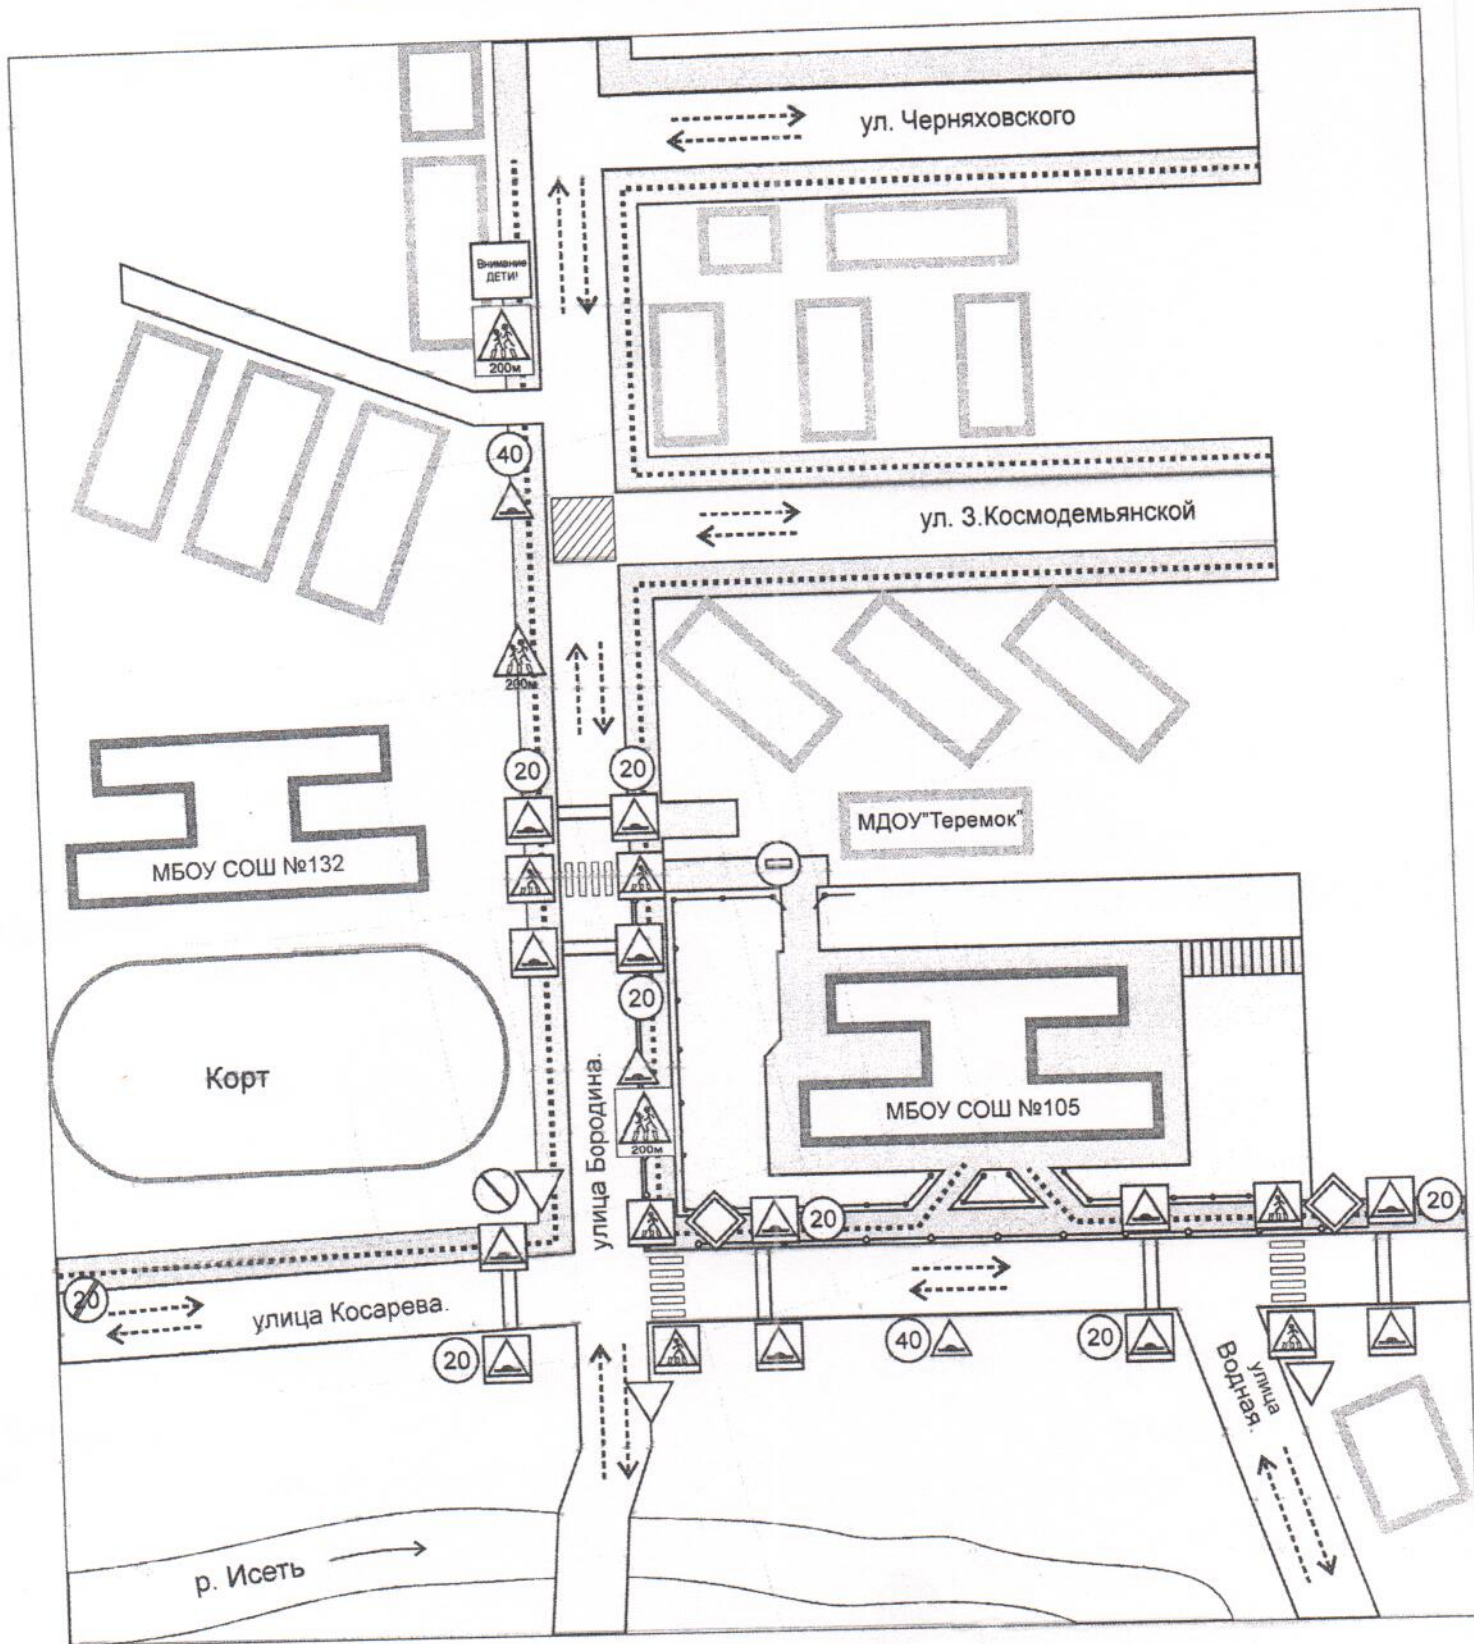 ул. Черняховского
Внимание
ДЕТИ!
200м
40
ул. З.Космодемьянской
200м
20
20
МДОУ"Теремок"
МБОУ СОШ №132
20
Корт
улица Бородина.
МБОУ СОШ №105
200м
20
20
20
улица Косарева.
20
40
20
улица
Водная.
р. Исеть